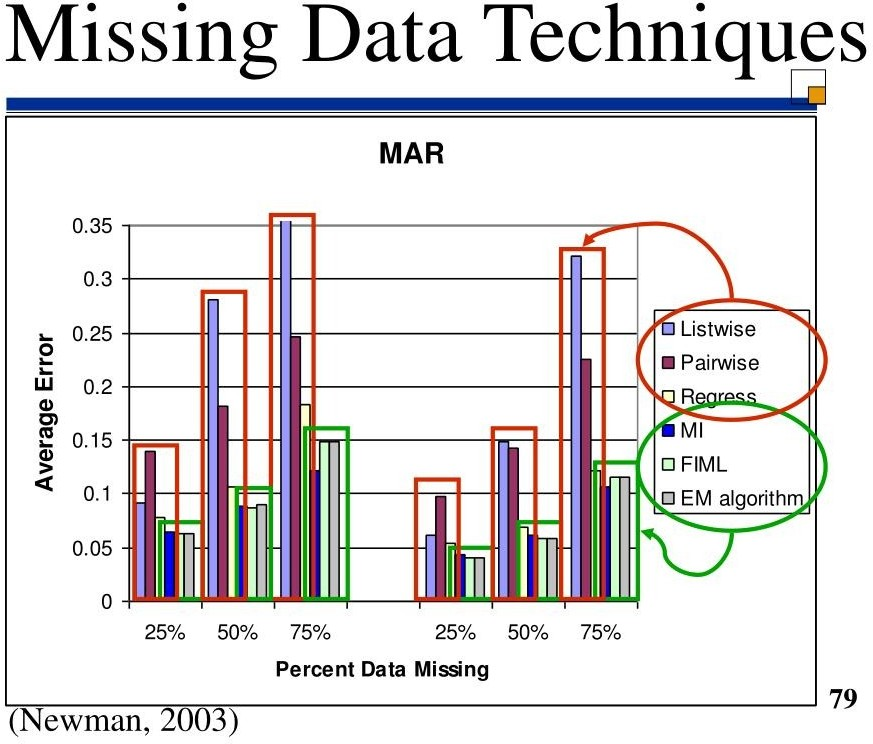 Missing Data Techniques
MAR
0.35
0.3
0.25
0.2
0.15
0.1
0.05
0
Average Error
25% 50% 75% 25% 50% 75%
Percent Data Missing
Listwise
Pairwise
Regress
MI
FIML
EM algorithm
79
(Newman, 2003)